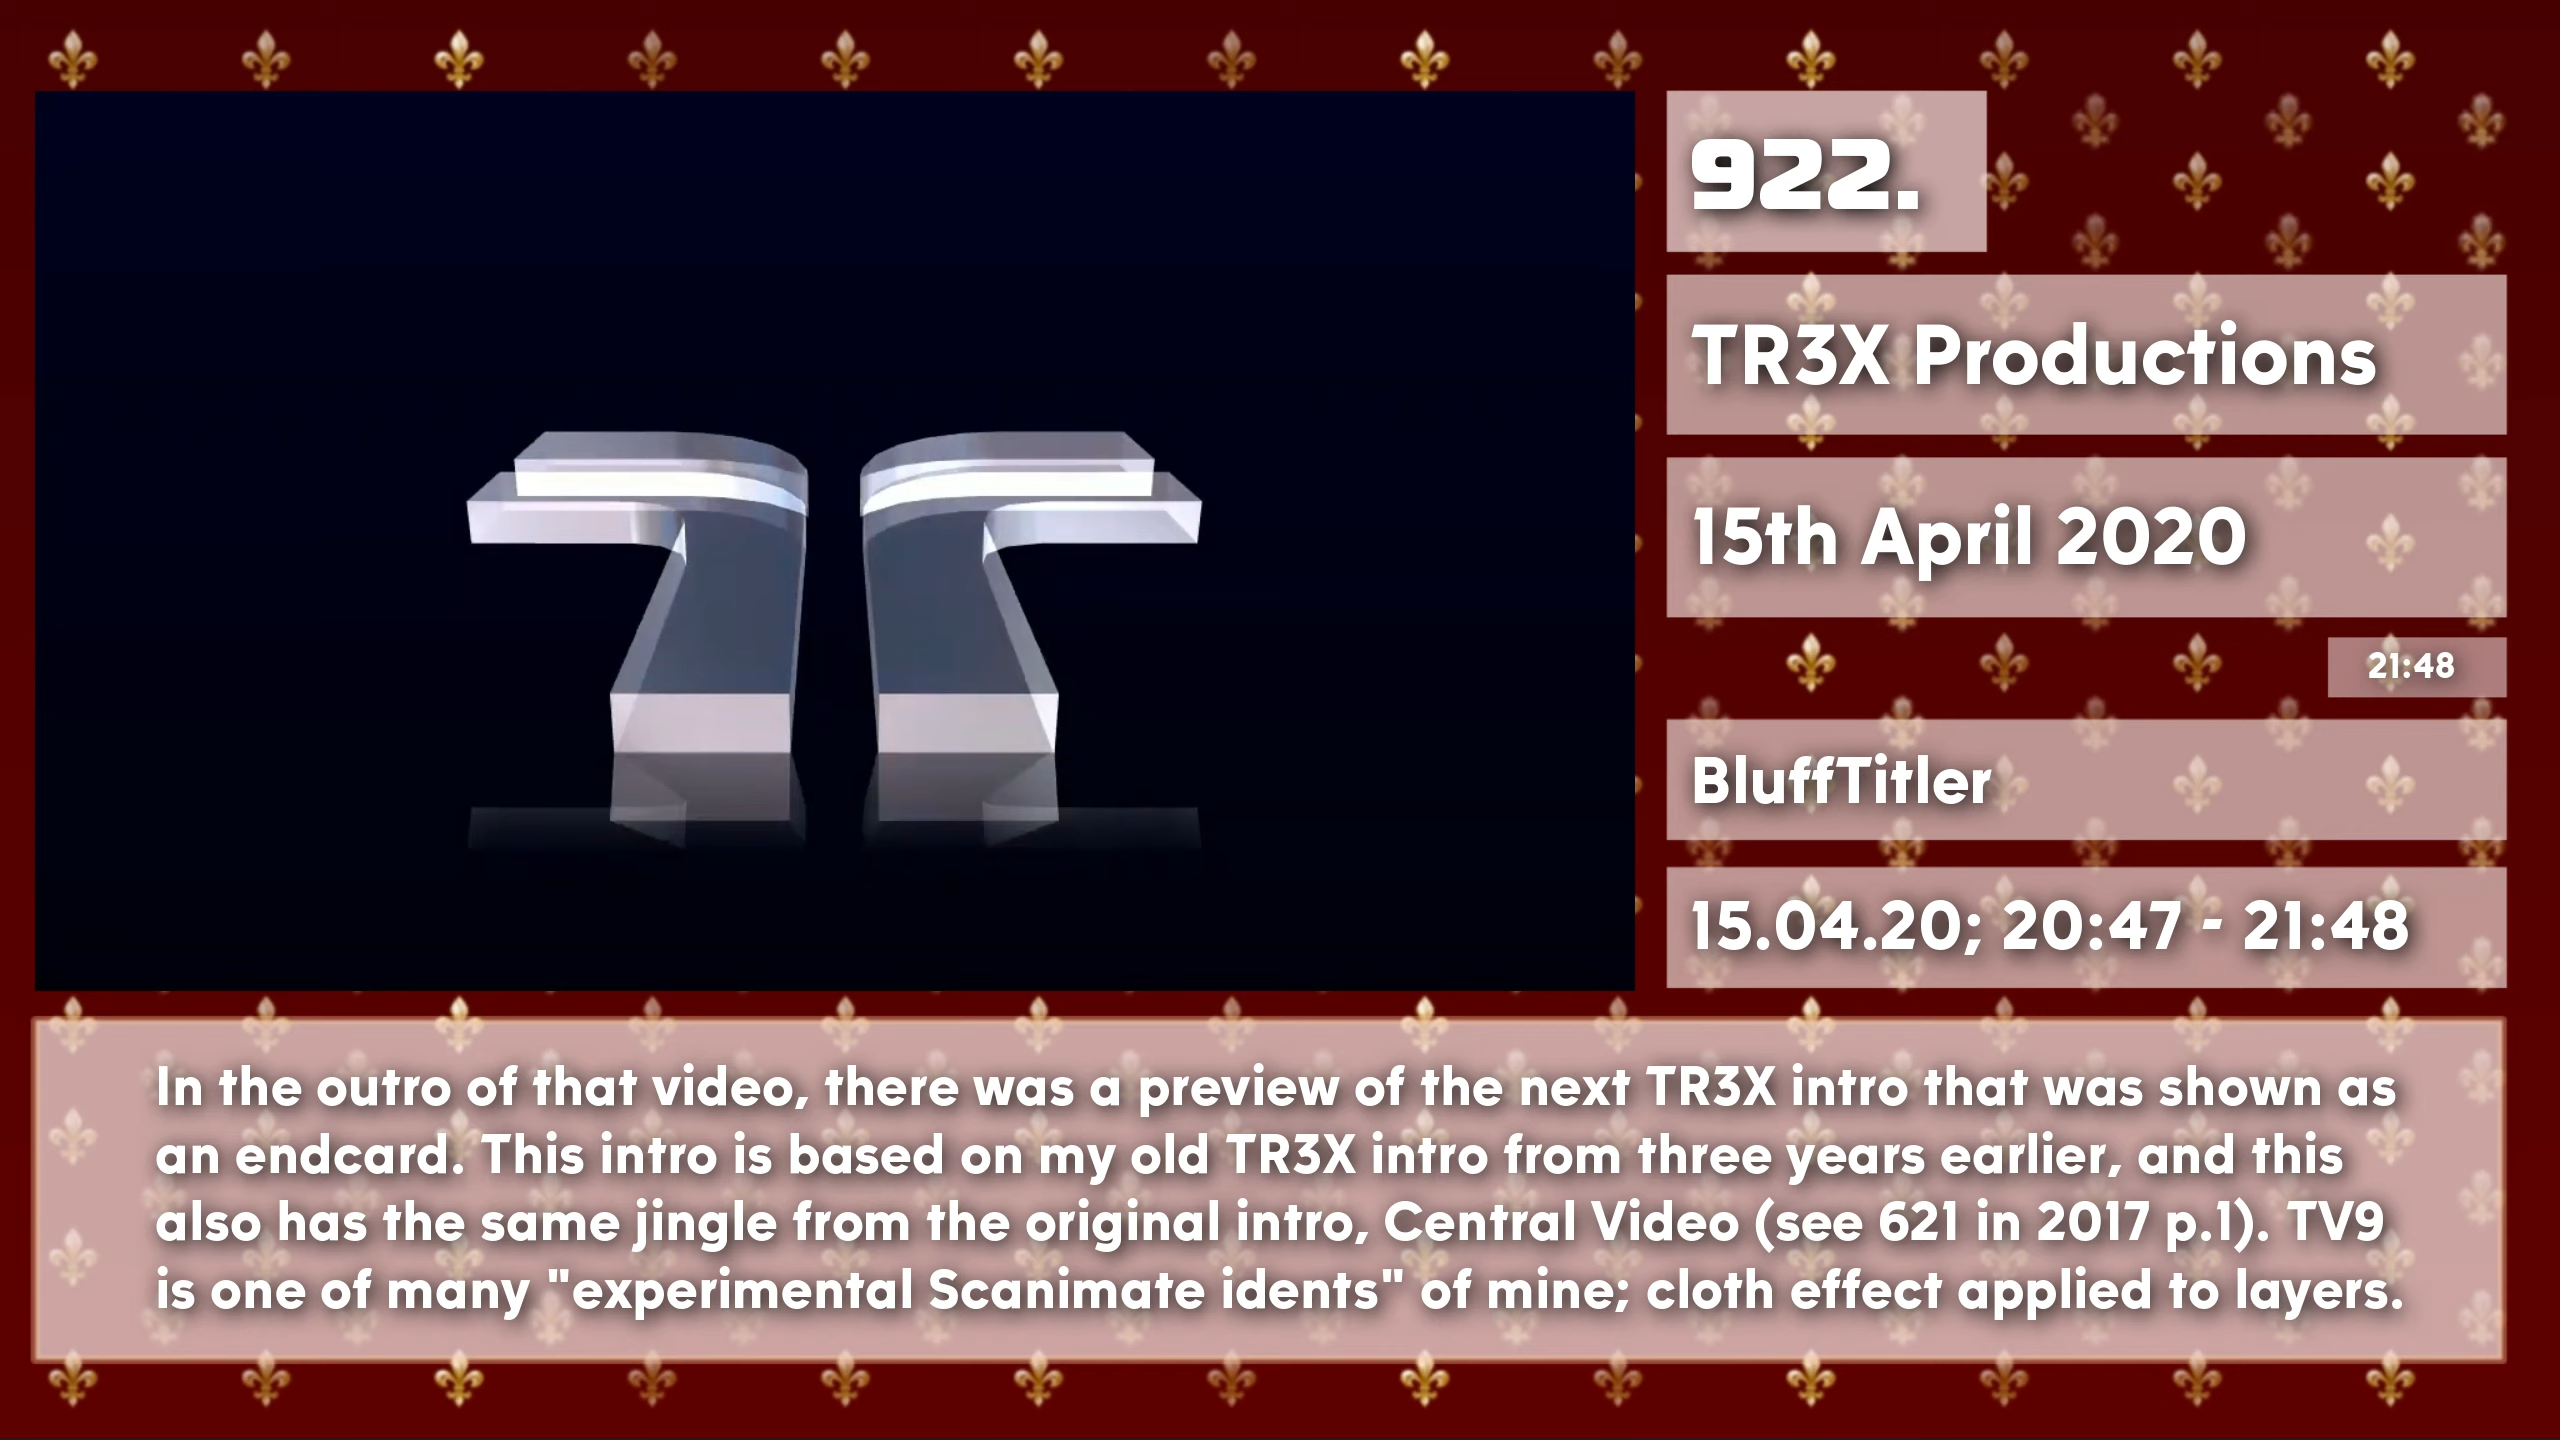 922.
TR3X Productions
15th April 2020
21:48
BluffTitler
15.04.20; 20:47 - 21:48
In the outro of that video, there was a preview of the next TR3X intro that was shown as
an endcard. This intro is based on my old TR3X intro from three years earlier, and this
also has the same jingle from the original intro, Central Video (see 621 in 2017 p.1). TV9
is one of many "experimental Scanimate idents" of mine; cloth effect applied to layers.